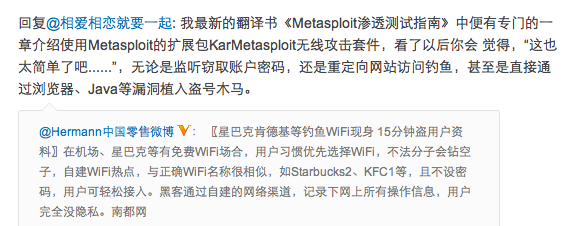 回复@相爱相恋就要一起: 我最新的翻译书《Metasploit渗透测试指南》中便有专门的一
章介绍使用Metasploit的扩展包KarMetasploit无线攻击套件，看了以后你会 觉得，“这也
太简单了吧......”，无论是监听窃取账户密码，还是重定向网站访问钓鱼，甚至是直接通
过浏览器、Java等漏洞植入盗号木马。
@Hermann中国零售微博 V：〖星巴克肯德基等钓鱼WiFi现身 15分钟盗用户资
料〗在机场、星巴克等有免费WiFi场合，用户习惯优先选择WiFi，不法分子会钻空
子，自建WiFi热点，与正确WiFi名称很相似，如Starbucks2、KFC1等，且不设密
码，用户可轻松接入。黑客通过自建的网络渠道，记录下网上所有操作信息，用户
完全没隐私。南都网